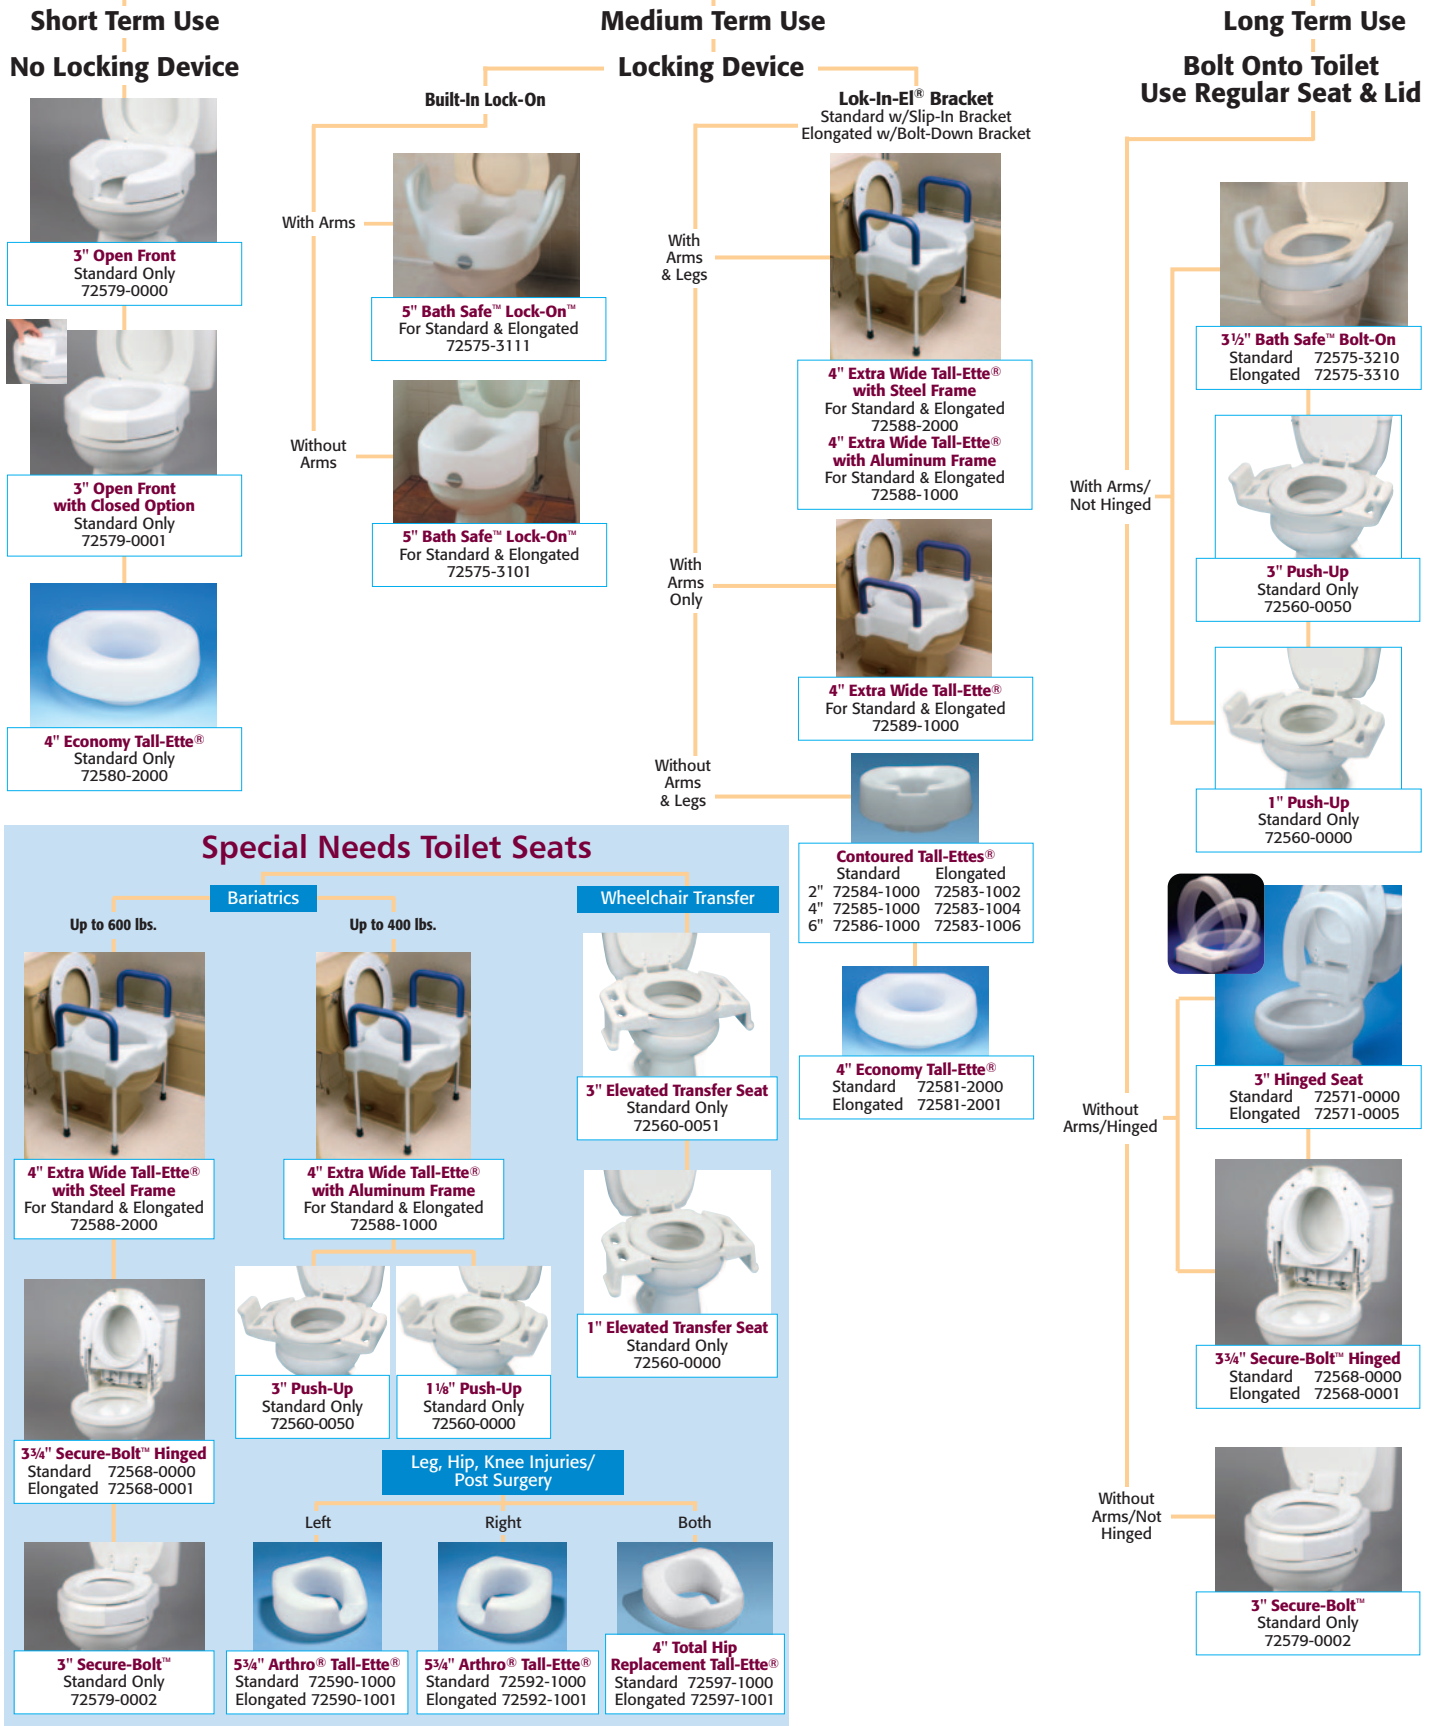 Short Term Use
No Locking Device
3" Open Front
Standard Only
72579-0000
3" Open Front
with Closed Option
Standard Only
72579-0001
4" Economy Tall-Ette®
Standard Only
72580-2000
Medium Term Use
Locking Device
Built-In Lock-On
With Arms
5" Bath Safe™ Lock-On™
For Standard & Elongated
72575-3111
Without
Arms
5" Bath Safe™ Lock-On™
For Standard & Elongated
72575-3101
Lok-In-El® Bracket
Standard w/Slip-In Bracket
Elongated w/Bolt-Down Bracket
With
Arms
& Legs
4" Extra Wide Tall-Ette®
with Steel Frame
For Standard & Elongated
72588-2000
4" Extra Wide Tall-Ette®
with Aluminum Frame
For Standard & Elongated
72588-1000
With
Arms
Only
4" Extra Wide Tall-Ette®
For Standard & Elongated
72589-1000
Without
Arms
& Legs
Contoured Tall-Ettes®
Standard Elongated
2" 72584-1000 72583-1002
4" 72585-1000 72583-1004
6" 72586-1000 72583-1006
4" Economy Tall-Ette®
Standard 72581-2000
Elongated 72581-2001
Long Term Use
Bolt Onto Toilet
Use Regular Seat & Lid
With Arms/
Not Hinged
3½" Bath Safe™ Bolt-On
Standard 72575-3210
Elongated 72575-3310
3" Push-Up
Standard Only
72560-0050
1" Push-Up
Standard Only
72560-0000
Without
Arms/Hinged
3" Hinged Seat
Standard 72571-0000
Elongated 72571-0005
3¾" Secure-Bolt™ Hinged
Standard 72568-0000
Elongated 72568-0001
Without
Arms/Not
Hinged
3" Secure-Bolt™
Standard Only
72579-0002
Special Needs Toilet Seats
Bariatrics
Up to 600 lbs.
4" Extra Wide Tall-Ette®
with Steel Frame
For Standard & Elongated
72588-2000
3¾" Secure-Bolt™ Hinged
Standard 72568-0000
Elongated 72568-0001
3" Secure-Bolt™
Standard Only
72579-0002
Up to 400 lbs.
4" Extra Wide Tall-Ette®
with Aluminum Frame
For Standard & Elongated
72588-1000
3" Push-Up
Standard Only
72560-0050
1⅛" Push-Up
Standard Only
72560-0000
Wheelchair Transfer
3" Elevated Transfer Seat
Standard Only
72560-0051
1" Elevated Transfer Seat
Standard Only
72560-0000
Leg, Hip, Knee Injuries/
Post Surgery
Left
5¾" Arthro® Tall-Ette®
Standard 72590-1000
Elongated 72590-1001
Right
5¾" Arthro® Tall-Ette®
Standard 72592-1000
Elongated 72592-1001
Both
4" Total Hip
Replacement Tall-Ette®
Standard 72597-1000
Elongated 72597-1001